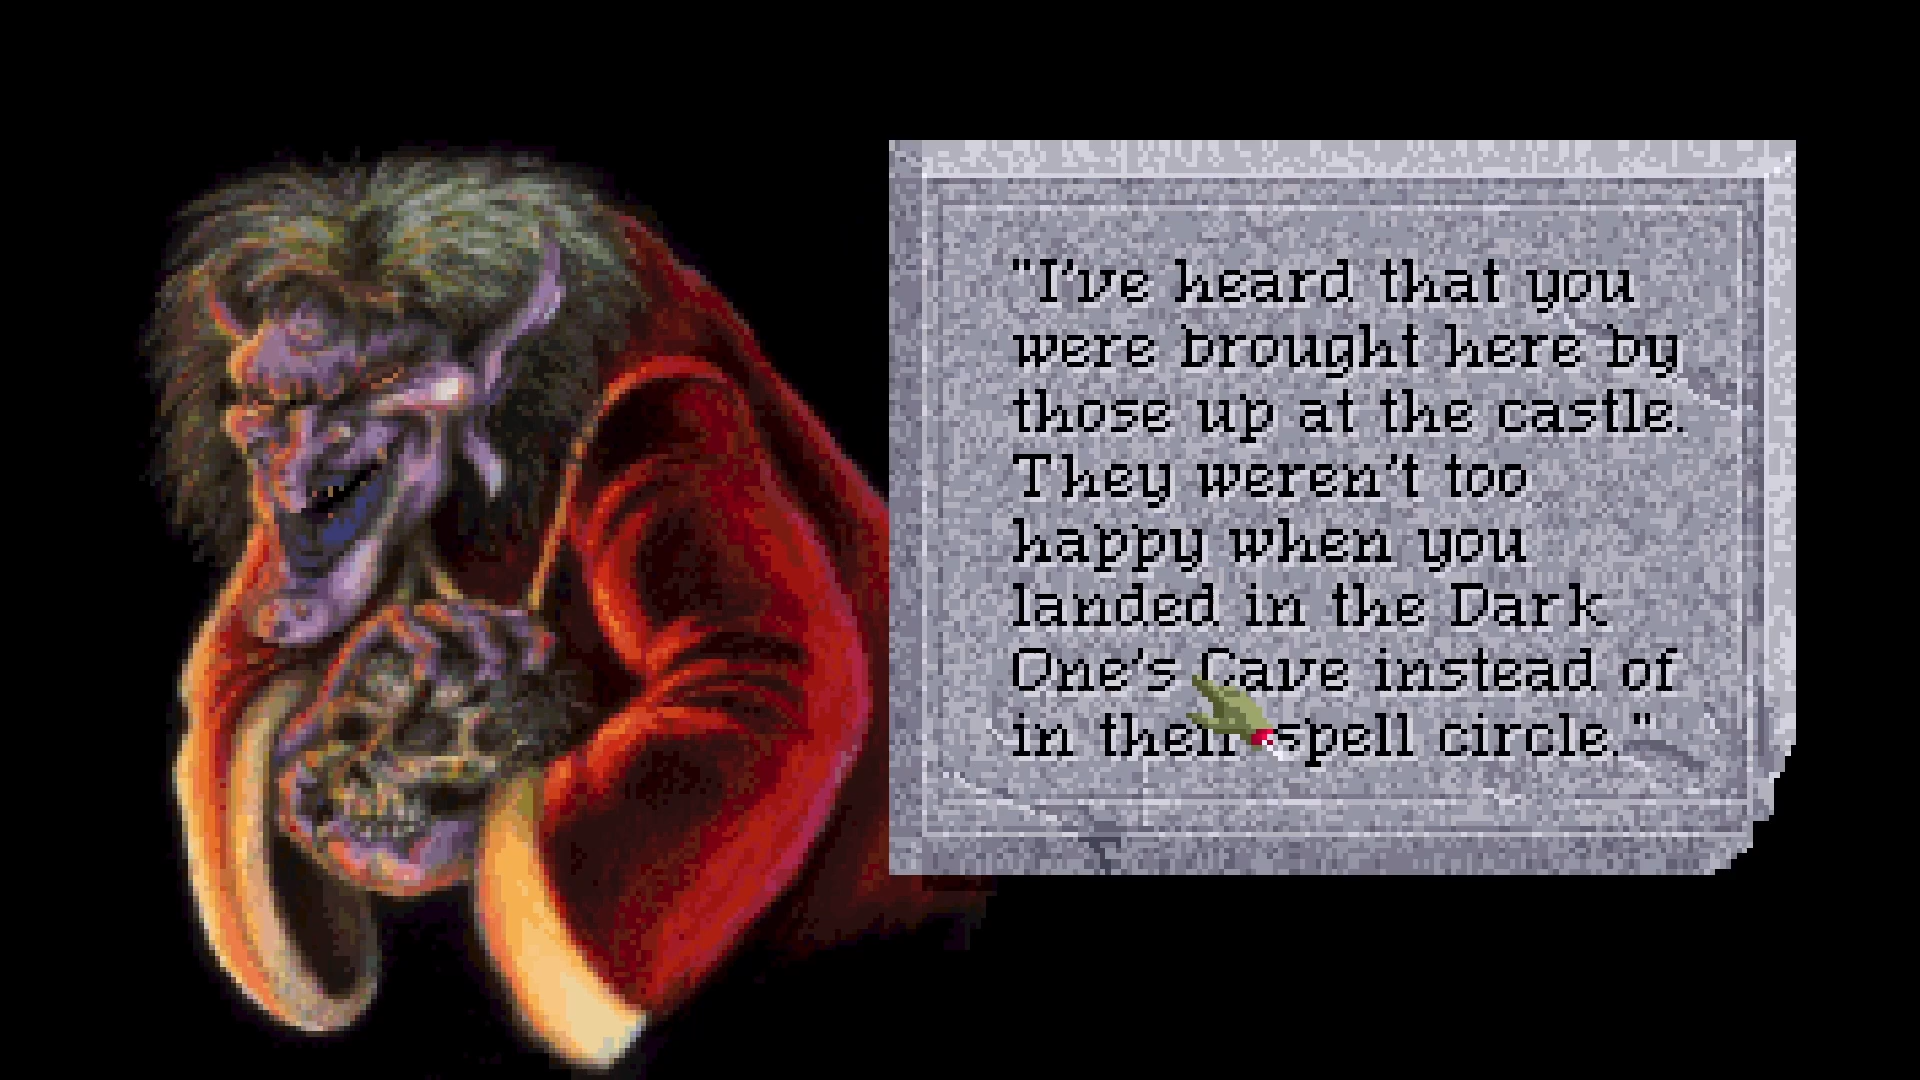 "I've heard that you
were brought here by
those up at the castle.
They weren't too
happy when you
landed in the Dark
One's Cave instead of
in their spell circle."